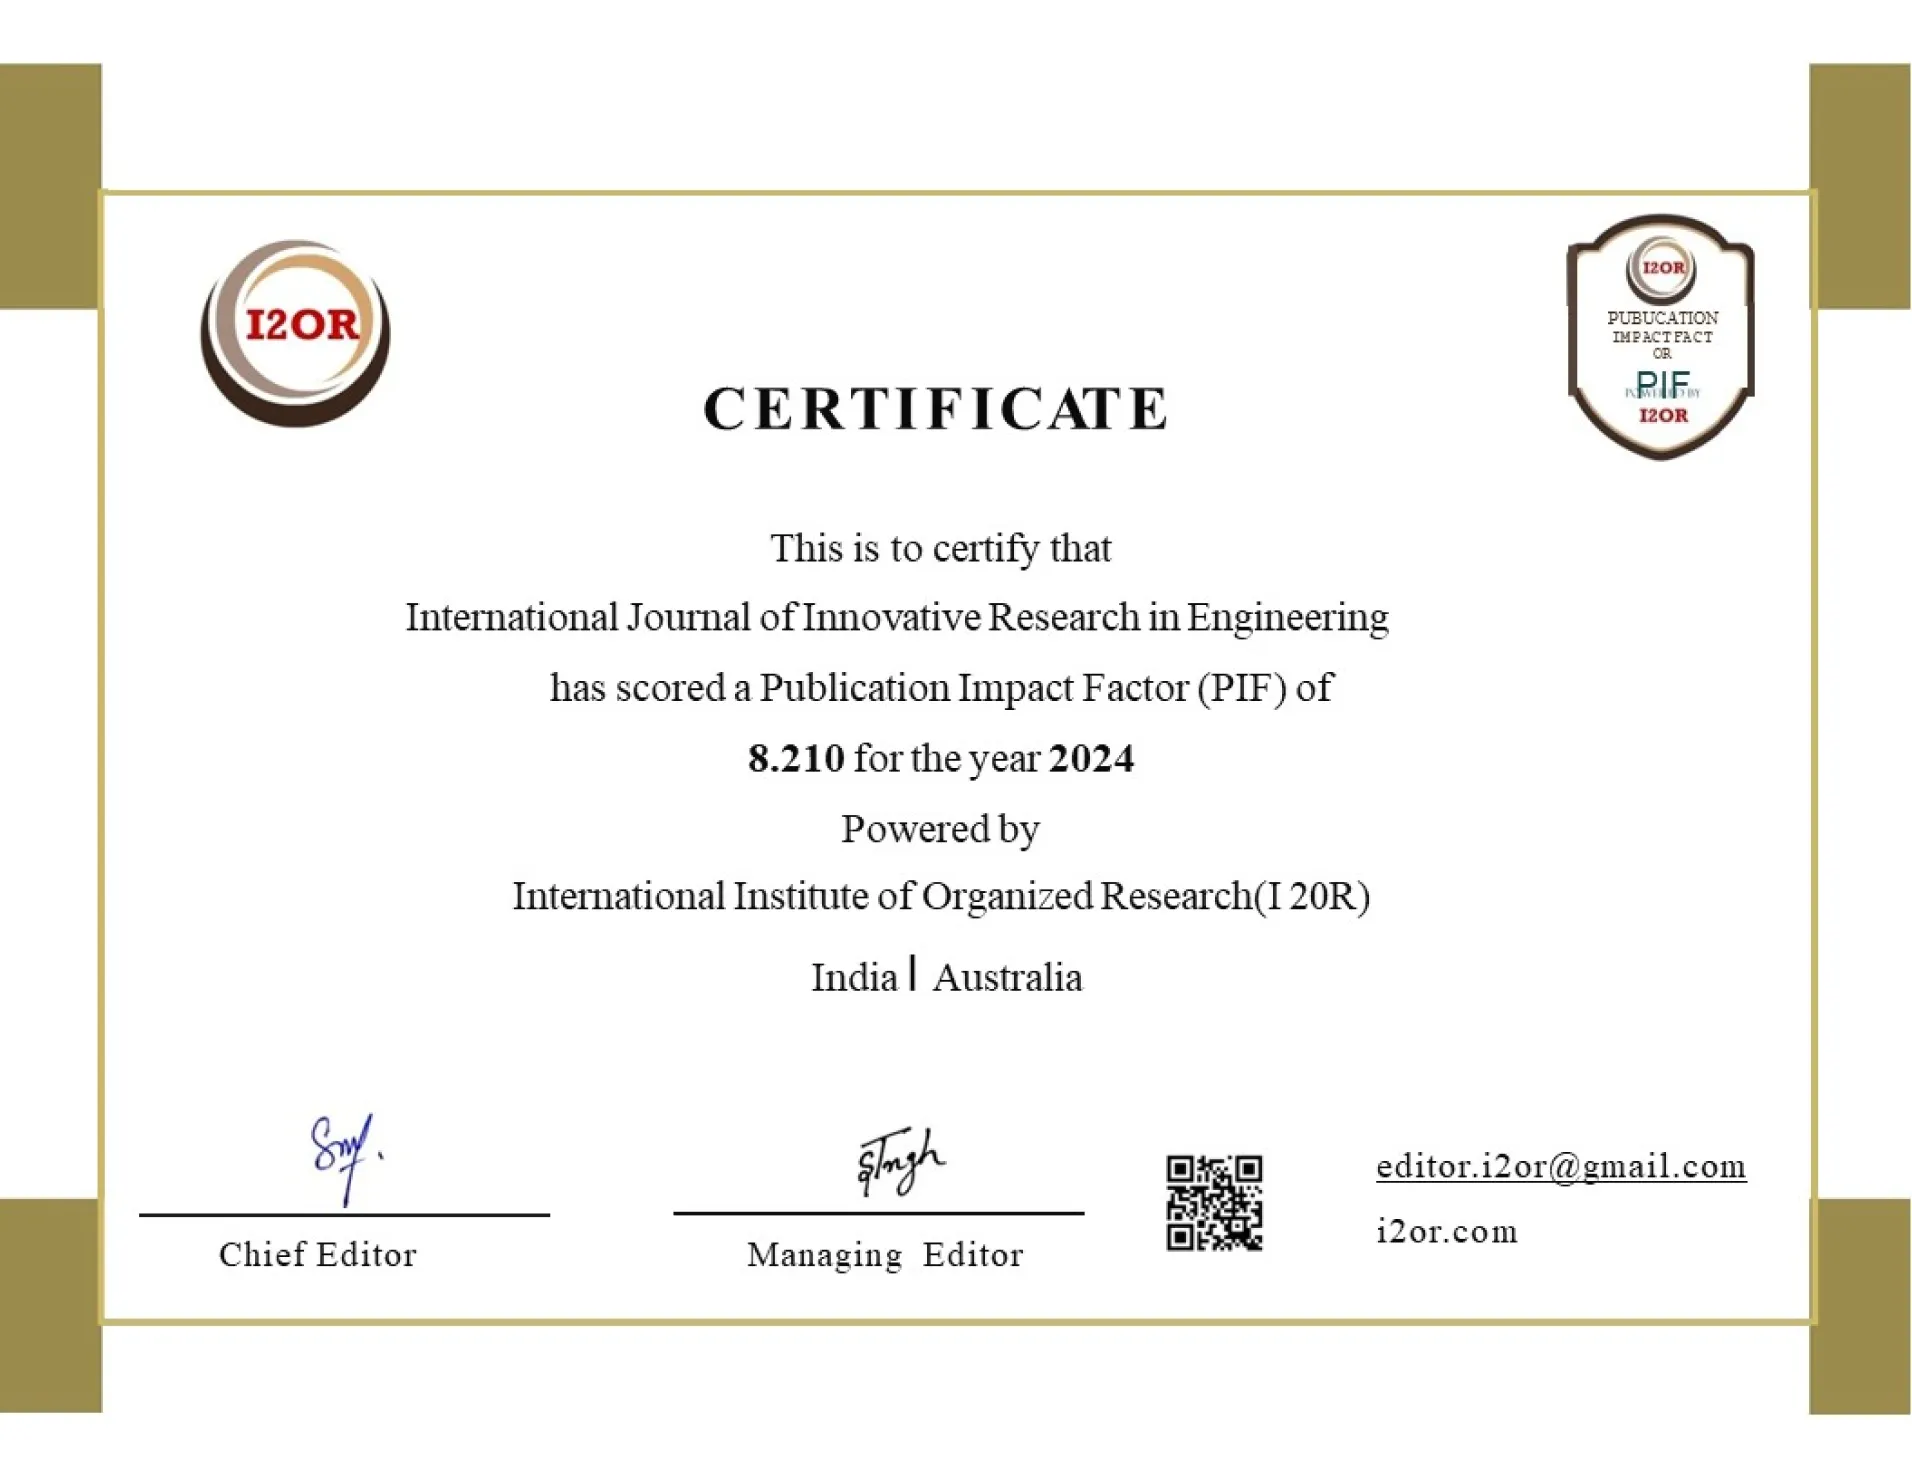 I2OR
I2OR
PUBUCATION
IMPACTFACT
OR
PIF
POWERED BY
I2OR
CERTIFICATE
This is to certify that
International Journal of Innovative Research in Engineering
has scored a Publication Impact Factor (PIF) of
8.210 for the year 2024
Powered by
International Institute of Organized Research(I 20R)
India | Australia
editor.i2or@gmail.com
i2or.com
Chief Editor
Managing Editor